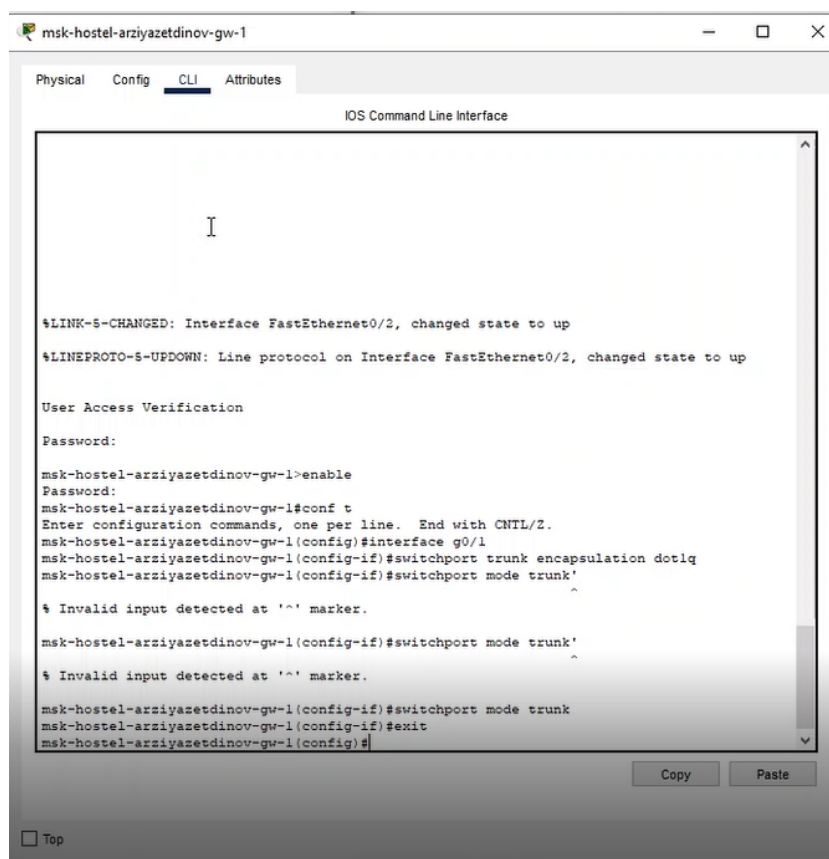 msk-hostel-arziyazetdinov-gw-1
Physical Config CLI Attributes
IOS Command Line Interface
%LINK-5-CHANGED: Interface FastEthernet0/2, changed state to up
%LINEPROTO-5-UPDOWN: Line protocol on Interface FastEthernet0/2, changed state to up
User Access Verification
Password:
msk-hostel-arziyazetdinov-gw-1>enable
Password:
msk-hostel-arziyazetdinov-gw-1#conf t
Enter configuration commands, one per line.  End with CNTL/Z.
msk-hostel-arziyazetdinov-gw-1(config)#interface g0/1
msk-hostel-arziyazetdinov-gw-1(config-if)#switchport trunk encapsulation dot1q
msk-hostel-arziyazetdinov-gw-1(config-if)#switchport mode trunk'
^
% Invalid input detected at '^' marker.
msk-hostel-arziyazetdinov-gw-1(config-if)#switchport mode trunk'
^
% Invalid input detected at '^' marker.
msk-hostel-arziyazetdinov-gw-1(config-if)#switchport mode trunk
msk-hostel-arziyazetdinov-gw-1(config-if)#exit
msk-hostel-arziyazetdinov-gw-1(config)#
Copy Paste
Top